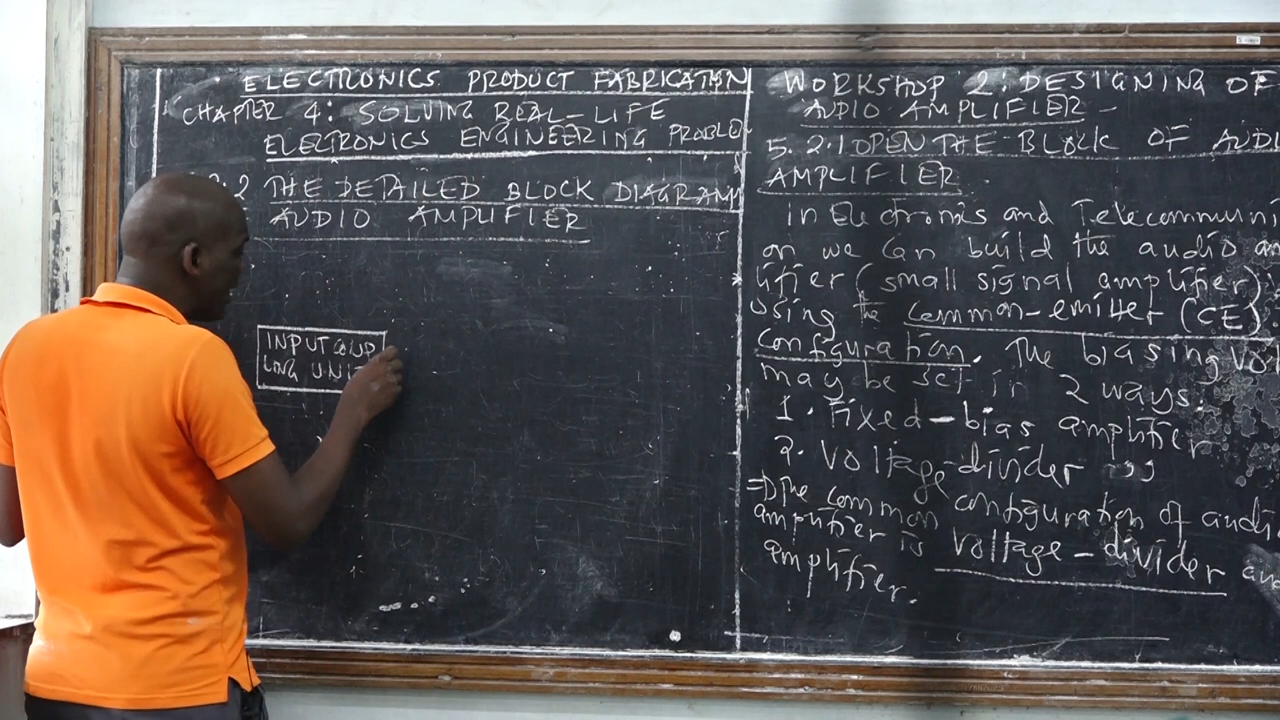 ELECTRONICS PRODUCT FABRICATION
CHAPTER 4: SOLVING REAL-LIFE
ELECTRONICS ENGINEERING PROBLEM
.2 THE DETAILED BLOCK DIAGRAM
AUDIO AMPLIFIER
INPUT COUP
LING UNIT
WORKSHOP 2: DESIGNING OF
AUDIO AMPLIFIER -
5.2.1 OPEN THE BLOCK OF AUDI
AMPLIFIER.
In Electronics and Telecommuni
on we can build the audio am
lifier (small signal amplifier)
using the common-emitter (CE)
Configuration. The biasing vol
may be set in 2 ways.
1. Fixed-bias amplifier
2. Voltage-divider ,,
=> The common configuration of audi
amplifier is voltage-divider am
amplifier.